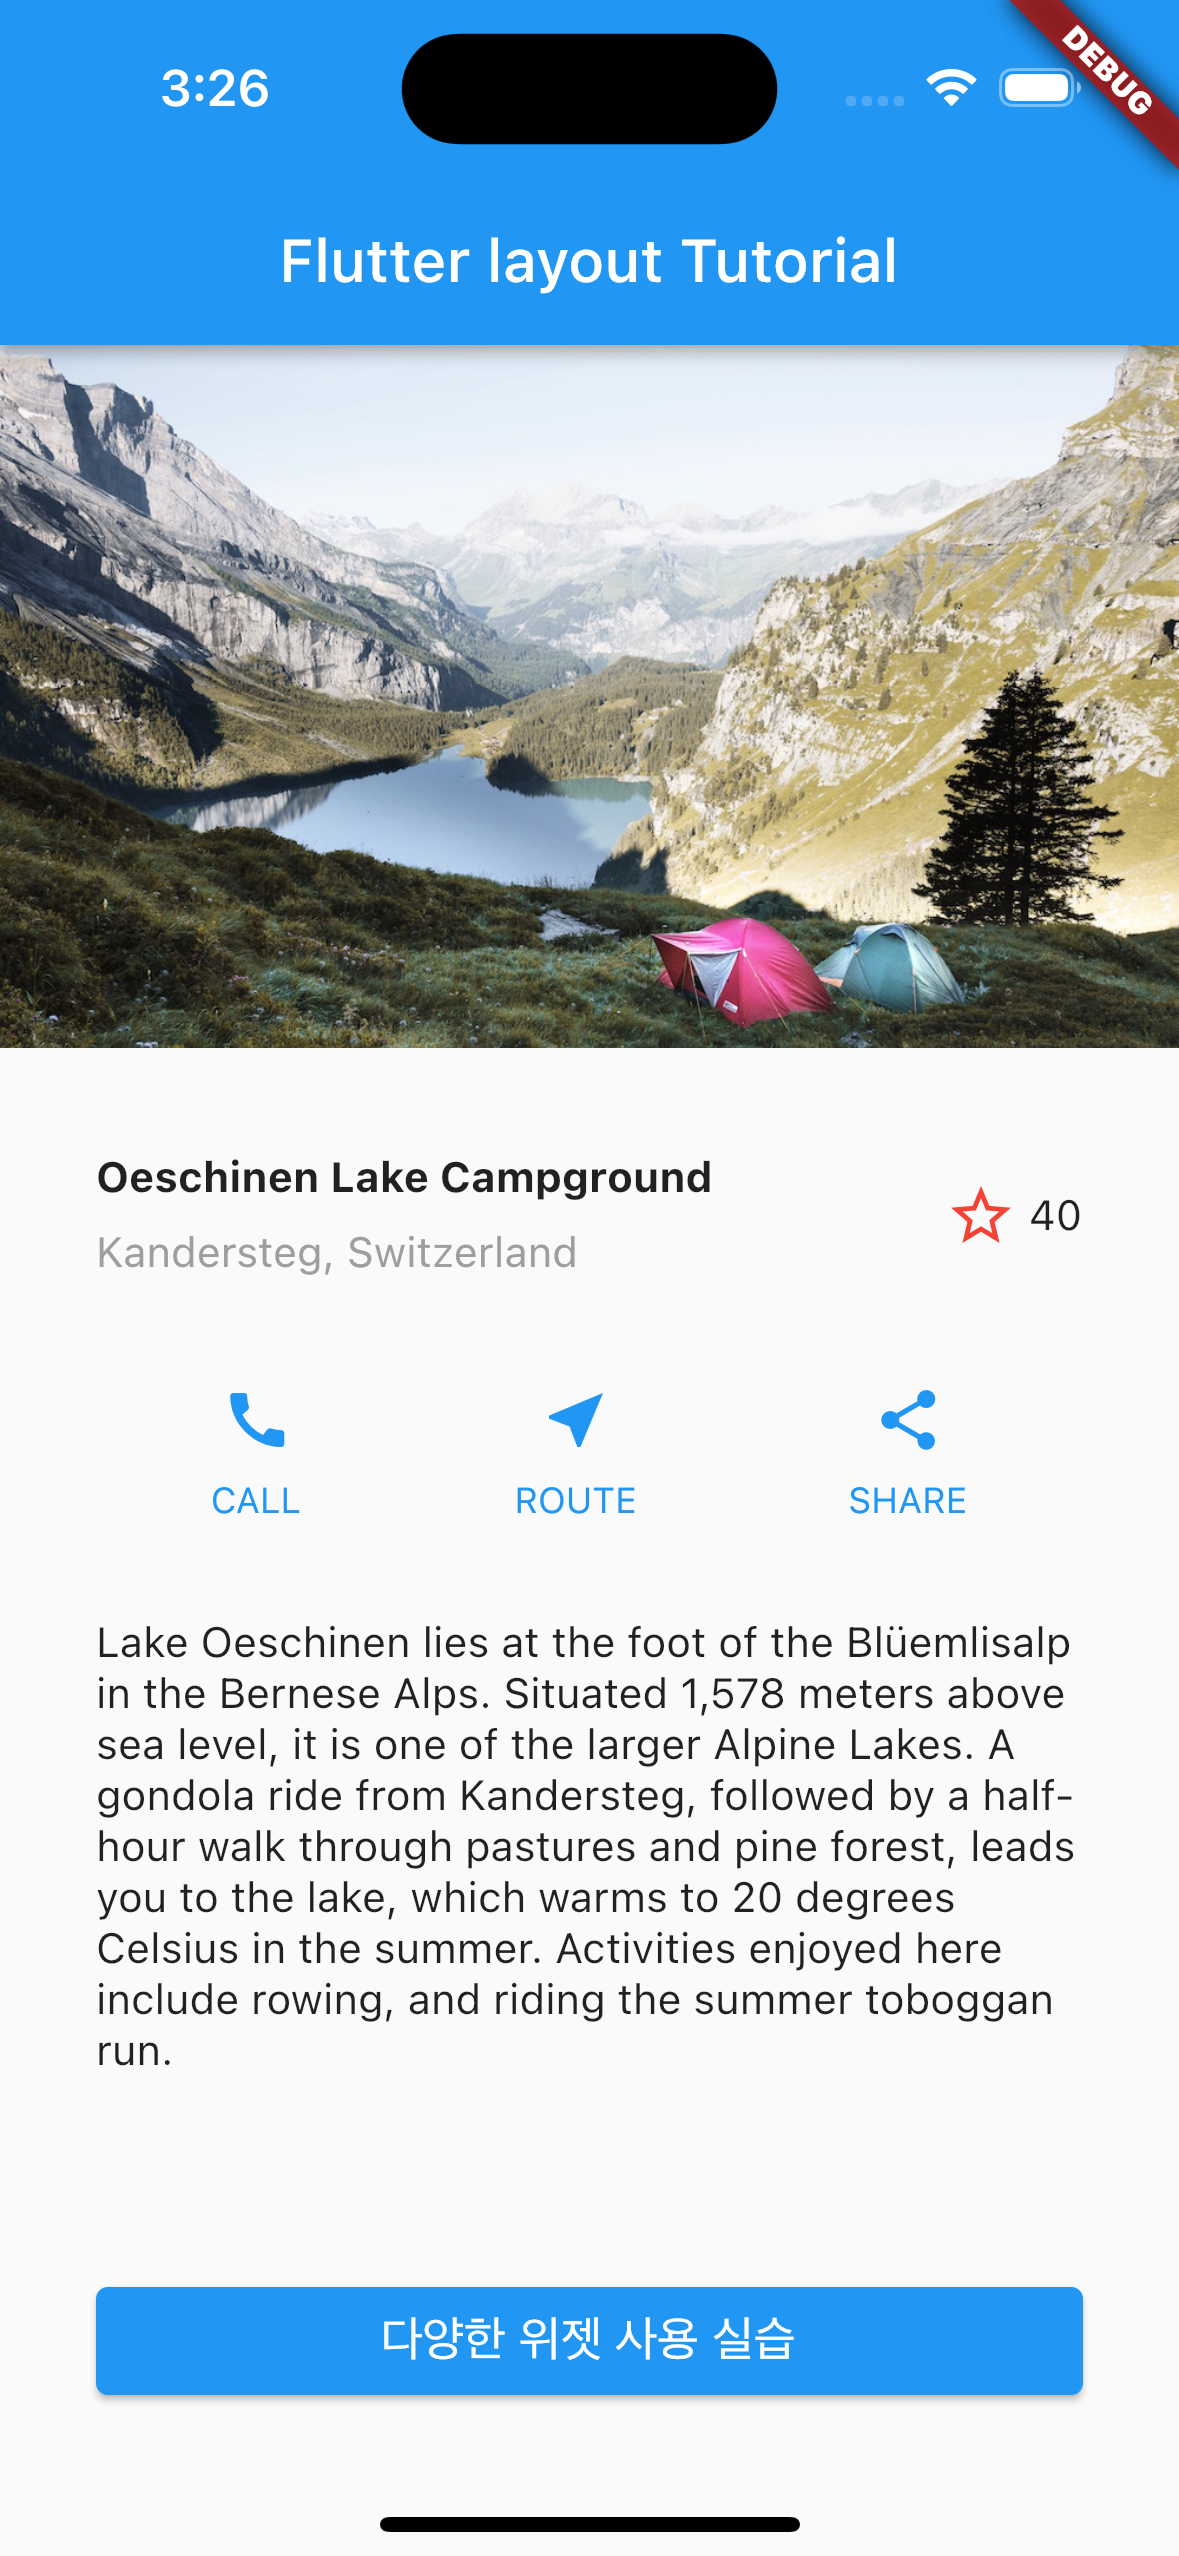 3:26
DEBUG
Flutter layout Tutorial
Oeschinen Lake Campground
Kandersteg, Switzerland
40
CALL ROUTE SHARE
Lake Oeschinen lies at the foot of the Blüemlisalp
in the Bernese Alps. Situated 1,578 meters above
sea level, it is one of the larger Alpine Lakes. A
gondola ride from Kandersteg, followed by a half-
hour walk through pastures and pine forest, leads
you to the lake, which warms to 20 degrees
Celsius in the summer. Activities enjoyed here
include rowing, and riding the summer toboggan
run.
다양한 위젯 사용 실습